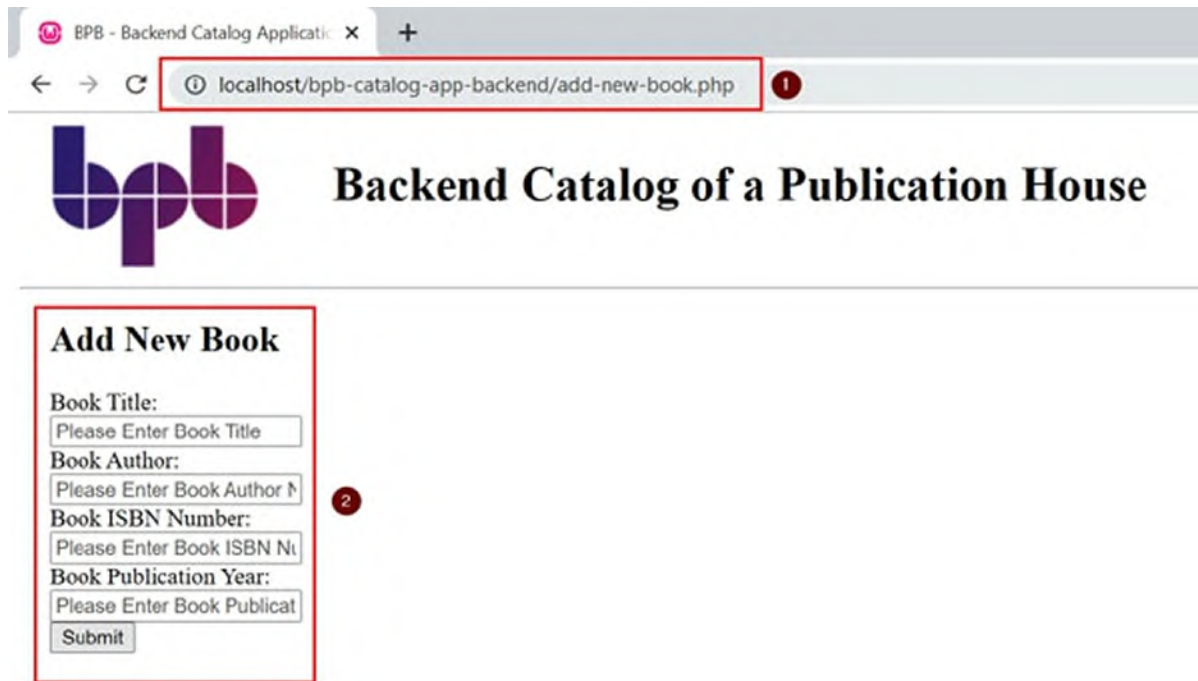 BPB - Backend Catalog Applicatio
localhost/bpb-catalog-app-backend/add-new-book.php
1
bpb
Backend Catalog of a Publication House
Add New Book
Book Title:
Please Enter Book Title
Book Author:
Please Enter Book Author N
2
Book ISBN Number:
Please Enter Book ISBN Nu
Book Publication Year:
Please Enter Book Publicat
Submit